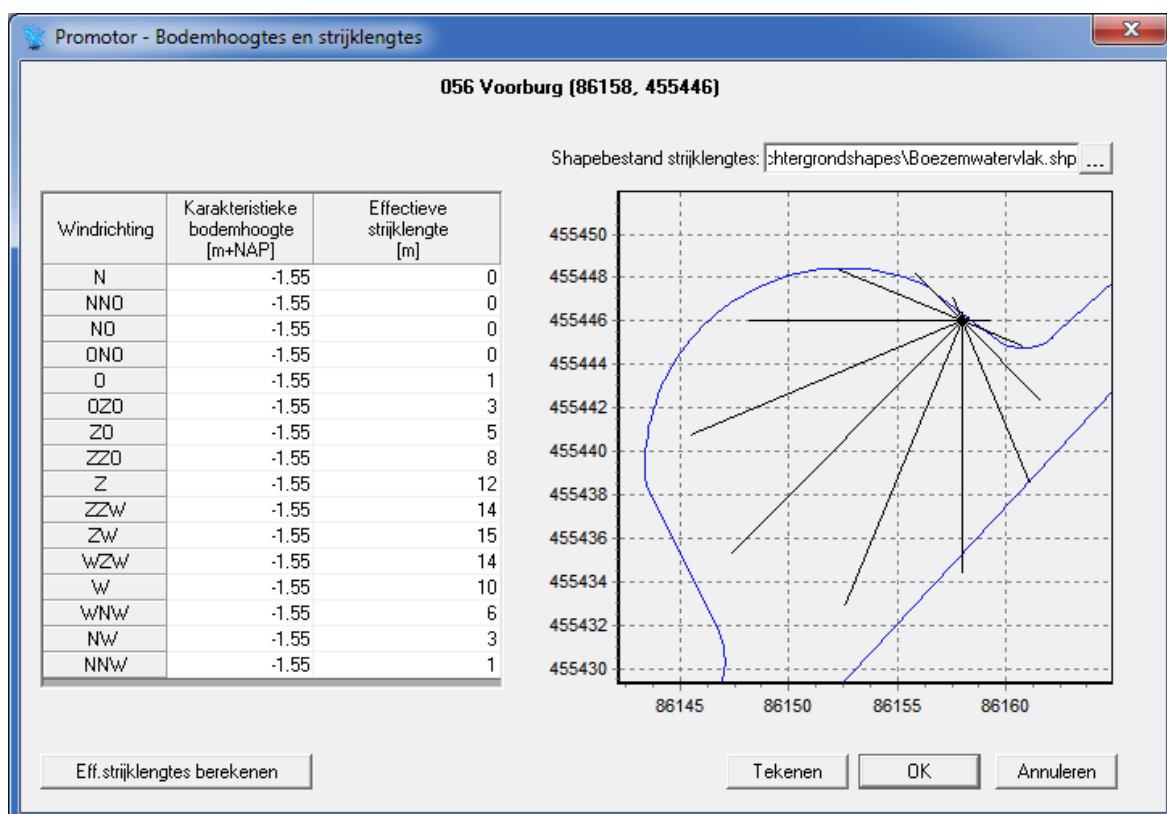 Promotor - Bodemhoogtes en strijklengtes
056 Voorburg (86158, 455446)
Shapebestand strijklengtes: :htergrondshapes\Boezemwatervlak.shp ...
Windrichting Karakteristieke bodemhoogte [m+NAP] Effectieve strijklengte [m]
N -1.55 0
NNO -1.55 0
NO -1.55 0
ONO -1.55 0
O -1.55 1
OZO -1.55 3
ZO -1.55 5
ZZO -1.55 8
Z -1.55 12
ZZW -1.55 14
ZW -1.55 15
WZW -1.55 14
W -1.55 10
WNW -1.55 6
NW -1.55 3
NNW -1.55 1
455450
455448
455446
455444
455442
455440
455438
455436
455434
455432
455430
86145 86150 86155 86160
Eff.strijklengtes berekenen Tekenen OK Annuleren